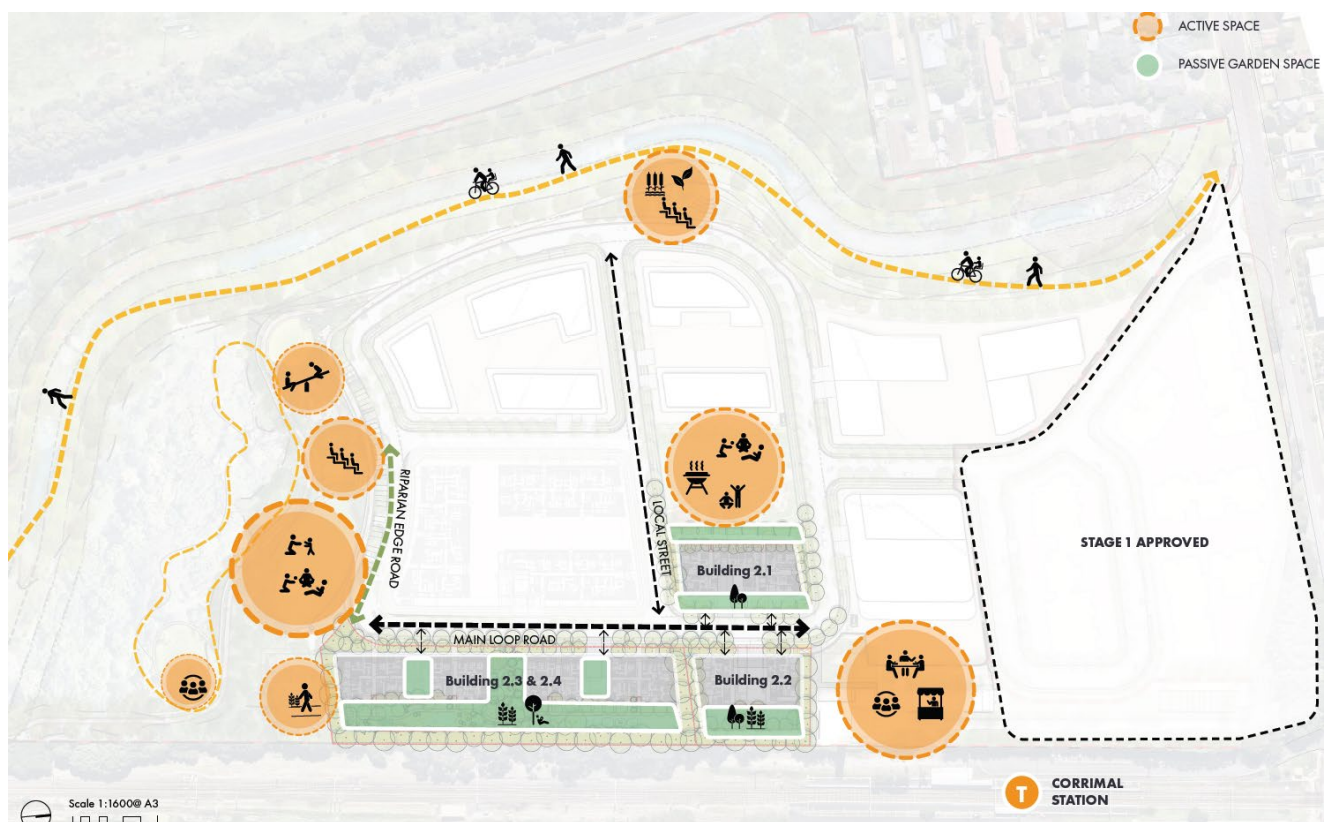 ACTIVE SPACE
PASSIVE GARDEN SPACE
RIPARIAN EDGE ROAD
LOCAL STREET
STAGE 1 APPROVED
Building 2.1
MAIN LOOP ROAD
Building 2.3 & 2.4
Building 2.2
T
CORRIMAL
STATION
Scale 1:1600@ A3